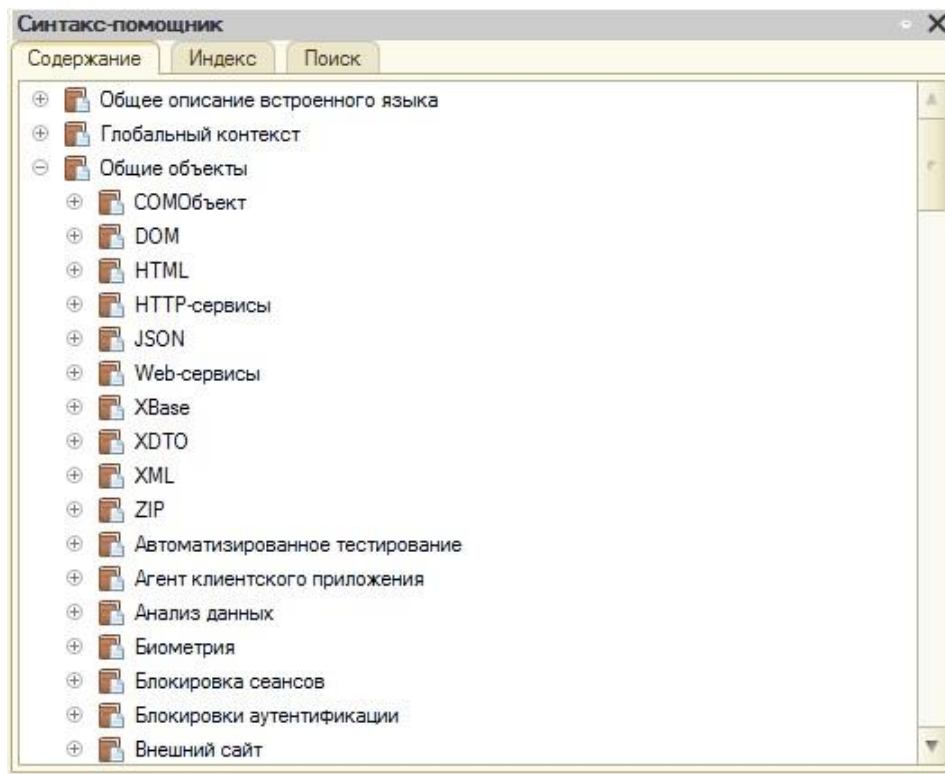 Синтакс-помощник
Содержание Индекс Поиск
Общее описание встроенного языка
Глобальный контекст
Общие объекты
COMОбъект
DOM
HTML
HTTP-сервисы
JSON
Web-сервисы
XBase
XDTO
XML
ZIP
Автоматизированное тестирование
Агент клиентского приложения
Анализ данных
Биометрия
Блокировка сеансов
Блокировки аутентификации
Внешний сайт